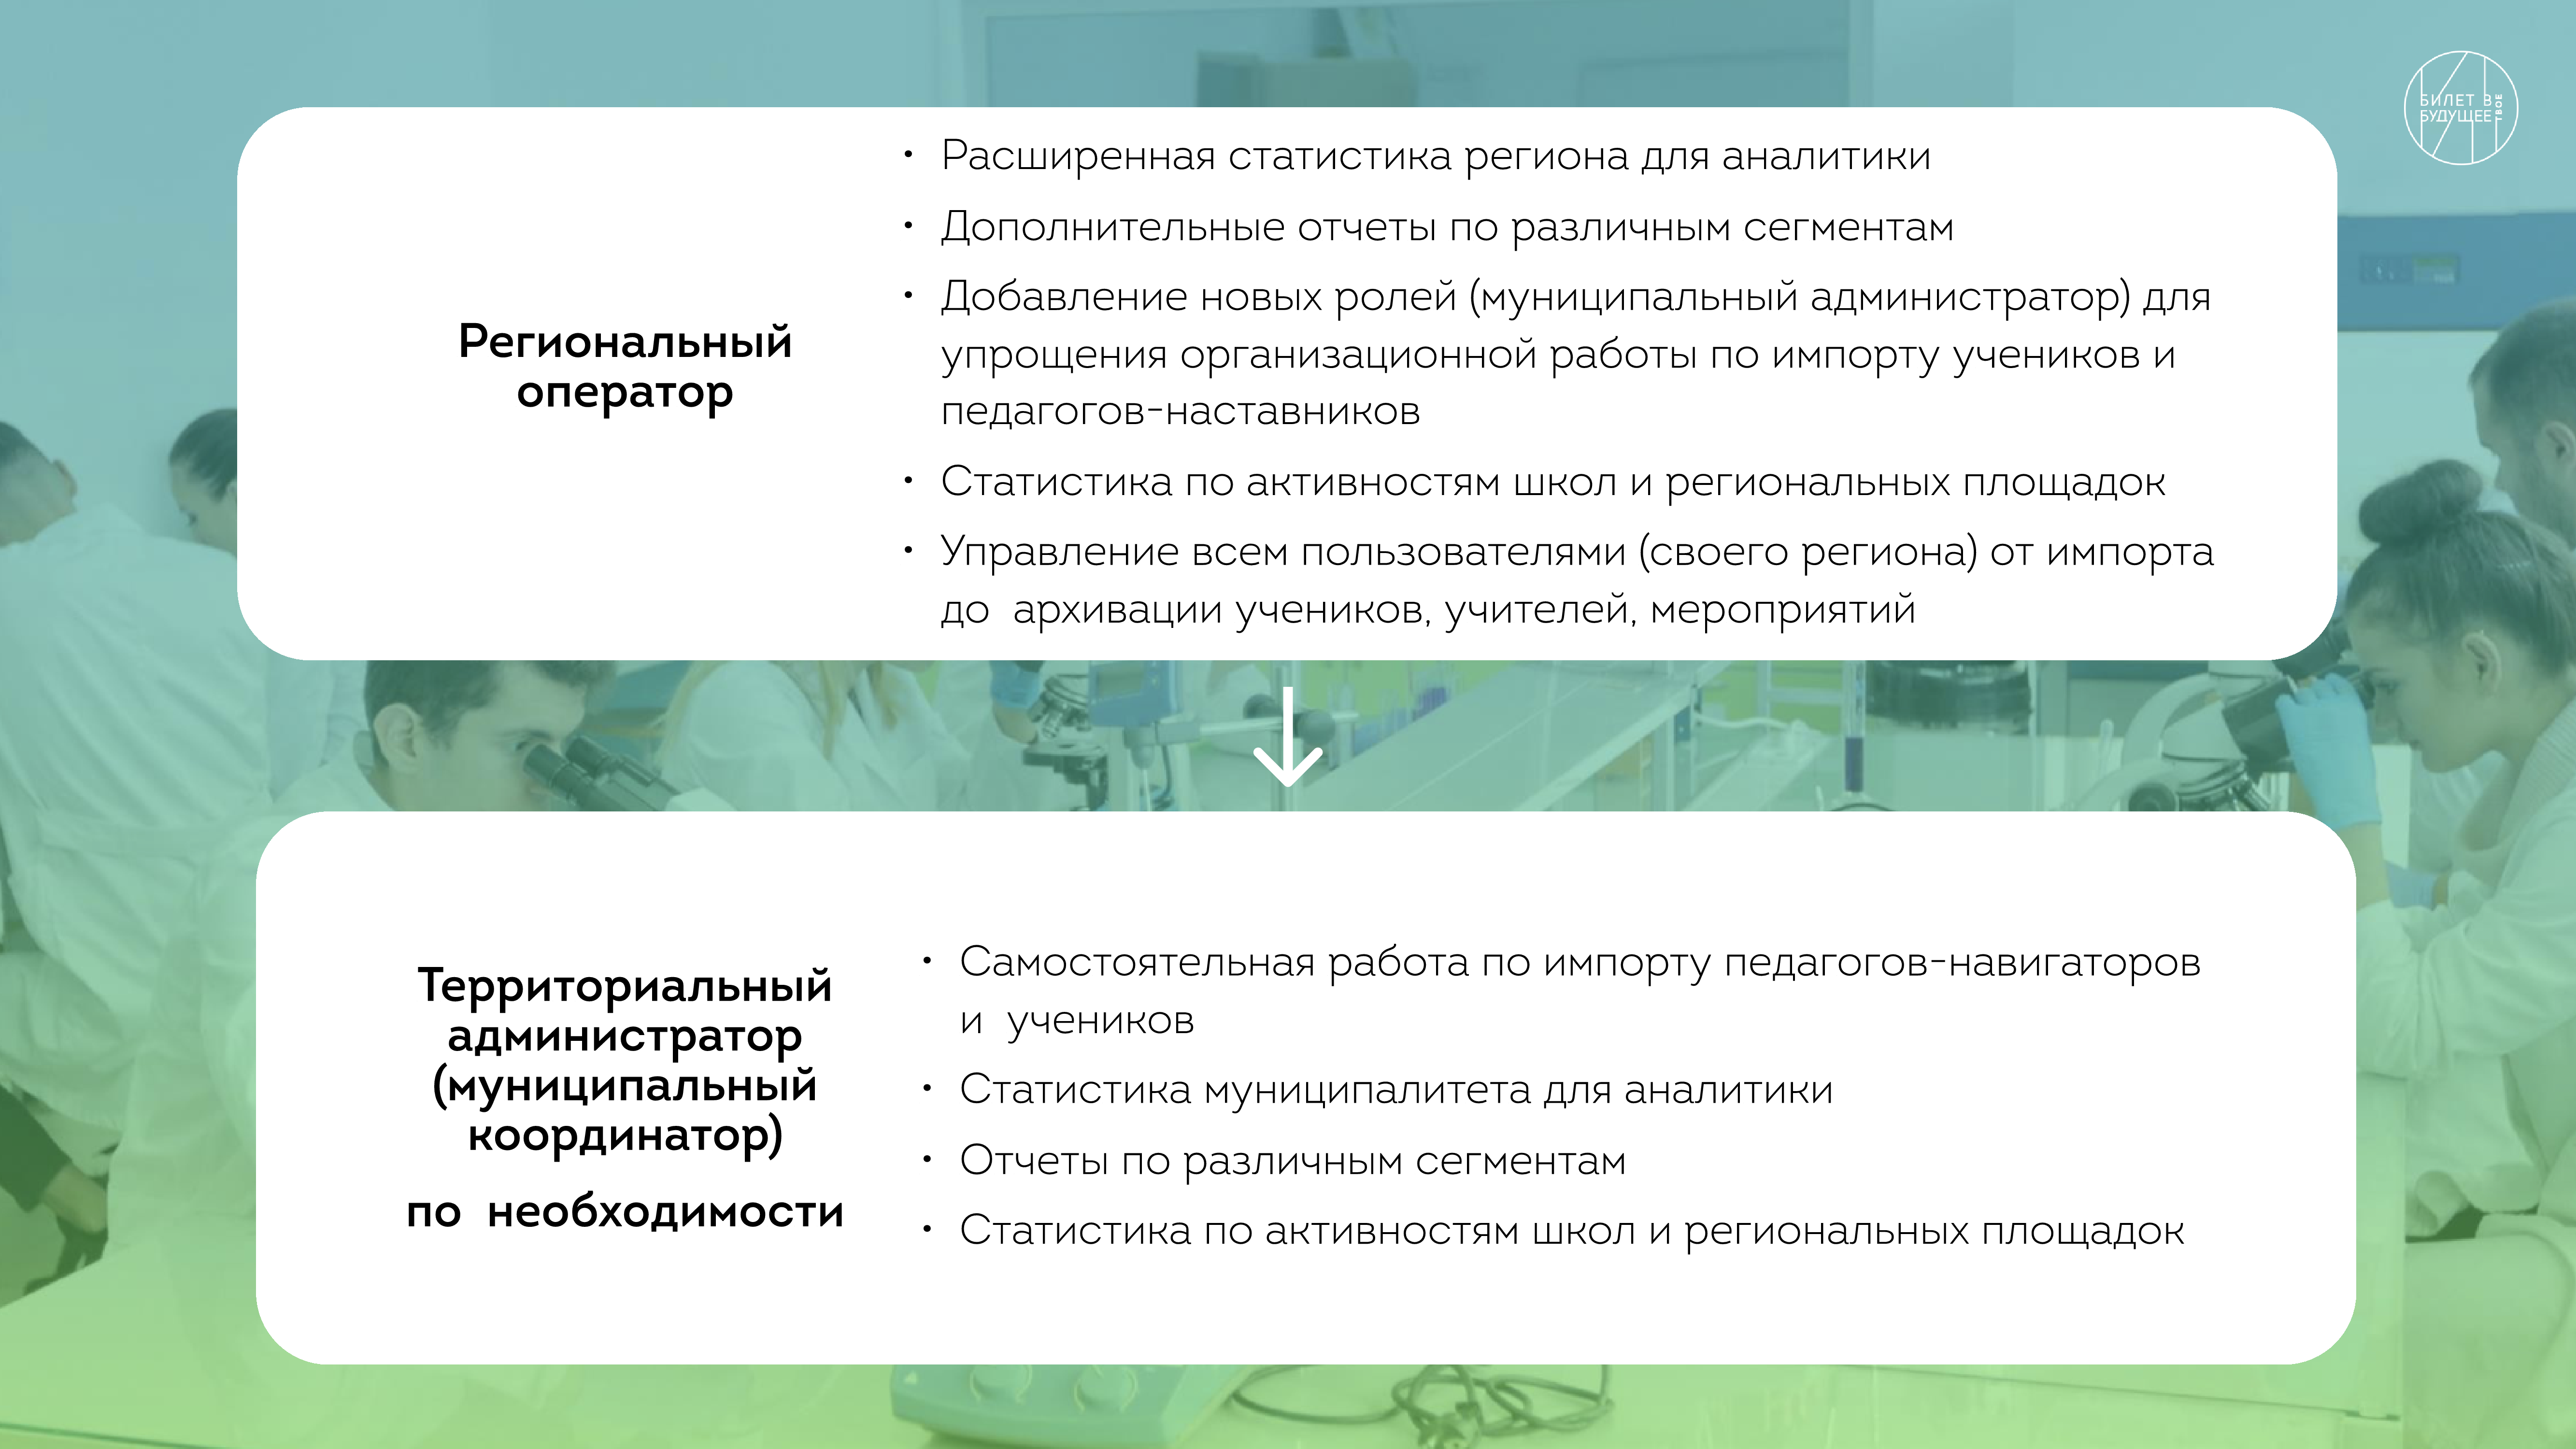 БИЛЕТ В
БУДУЩЕЕ
ТВОЕ
Региональный
оператор
• Расширенная статистика региона для аналитики
• Дополнительные отчеты по различным сегментам
• Добавление новых ролей (муниципальный администратор) для
упрощения организационной работы по импорту учеников и
педагогов-наставников
• Статистика по активностям школ и региональных площадок
• Управление всем пользователями (своего региона) от импорта
до архивации учеников, учителей, мероприятий
Территориальный
администратор
(муниципальный
координатор)
по необходимости
• Самостоятельная работа по импорту педагогов-навигаторов
и учеников
• Статистика муниципалитета для аналитики
• Отчеты по различным сегментам
• Статистика по активностям школ и региональных площадок